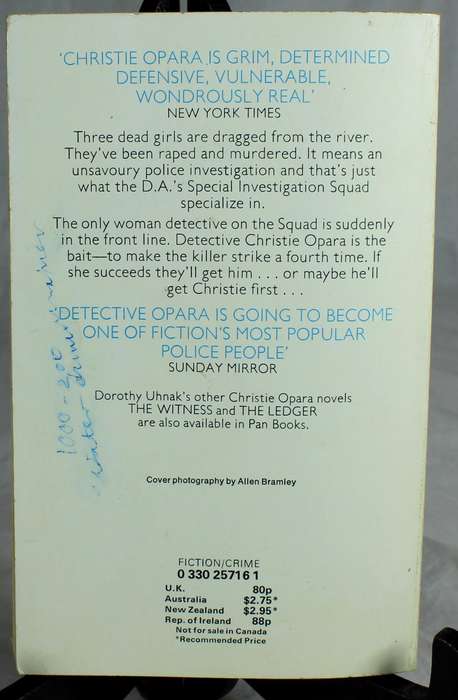 ‘CHRISTIE OPARA IS GRIM, DETERMINED
DEFENSIVE, VULNERABLE,
WONDROUSLY REAL’
NEW YORK TIMES
Three dead girls are dragged from the river.
They've been raped and murdered. It means an
unsavoury police investigation and that's just
what the D.A.'s Special Investigation Squad
specialize in.
The only woman detective on the Squad is suddenly
in the front line. Detective Christie Opara is the
bait—to make the killer strike a fourth time. If
she succeeds they'll get him . . . or maybe he'll
get Christie first . . .
‘DETECTIVE OPARA IS GOING TO BECOME
ONE OF FICTION'S MOST POPULAR
POLICE PEOPLE’
SUNDAY MIRROR
Dorothy Uhnak's other Christie Opara novels
THE WITNESS and THE LEDGER
are also available in Pan Books.
Cover photography by Allen Bramley
FICTION/CRIME
0 330 25716 1
U.K. 80p
Australia $2.75*
New Zealand $2.95*
Rep. of Ireland 88p
Not for sale in Canada
*Recommended Price
1000 - 200